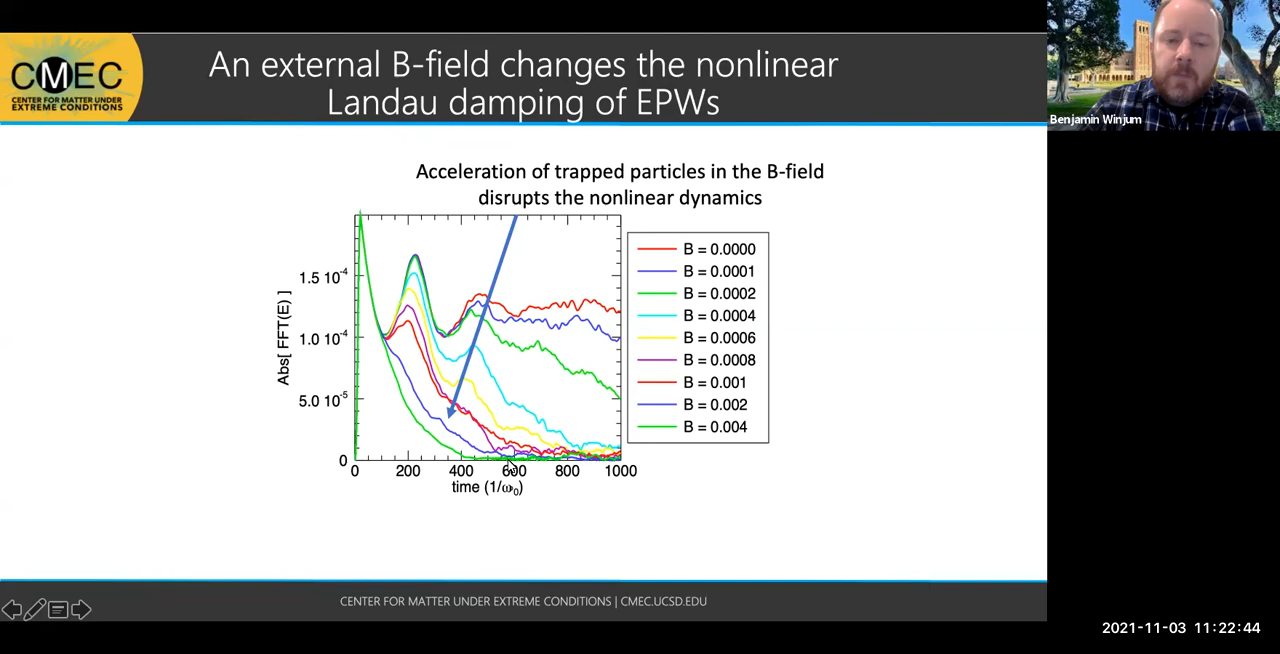 An external B-field changes the nonlinear
Landau damping of EPWs
CMEC
CENTER FOR MATTER UNDER
EXTREME CONDITIONS
Benjamin Winjum
Acceleration of trapped particles in the B-field
disrupts the nonlinear dynamics
Abs[ FFT(E) ]
1.5 10⁻⁴
1.0 10⁻⁴
5.0 10⁻⁵
0
0 200 400 600 800 1000
time (1/ω₀)
B = 0.0000
B = 0.0001
B = 0.0002
B = 0.0004
B = 0.0006
B = 0.0008
B = 0.001
B = 0.002
B = 0.004
CENTER FOR MATTER UNDER EXTREME CONDITIONS | CMEC.UCSD.EDU
2021-11-03 11:22:44